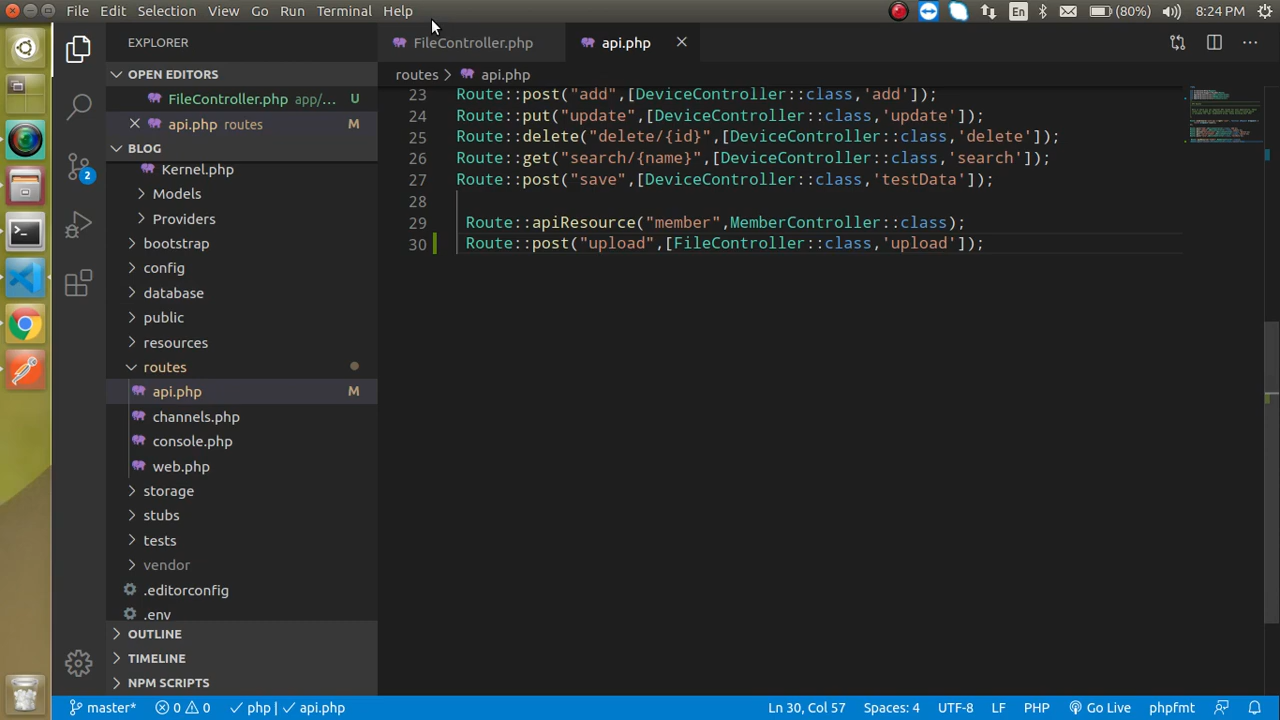 File Edit Selection View Go Run Terminal Help
En (80%) 8:24 PM
EXPLORER
FileController.php api.php
OPEN EDITORS
FileController.php app/... U
api.php routes M
BLOG
Kernel.php
Models
Providers
bootstrap
config
database
public
resources
routes
api.php M
channels.php
console.php
web.php
storage
stubs
tests
vendor
.editorconfig
.env
OUTLINE
TIMELINE
NPM SCRIPTS
2
routes > api.php
23 Route::post("add",[DeviceController::class,'add']);
24 Route::put("update",[DeviceController::class,'update']);
25 Route::delete("delete/{id}",[DeviceController::class,'delete']);
26 Route::get("search/{name}",[DeviceController::class,'search']);
27 Route::post("save",[DeviceController::class,'testData']);
28
29 Route::apiResource("member",MemberController::class);
30 Route::post("upload",[FileController::class,'upload']);
master* 0 0 php | api.php Ln 30, Col 57 Spaces: 4 UTF-8 LF PHP Go Live phpfmt